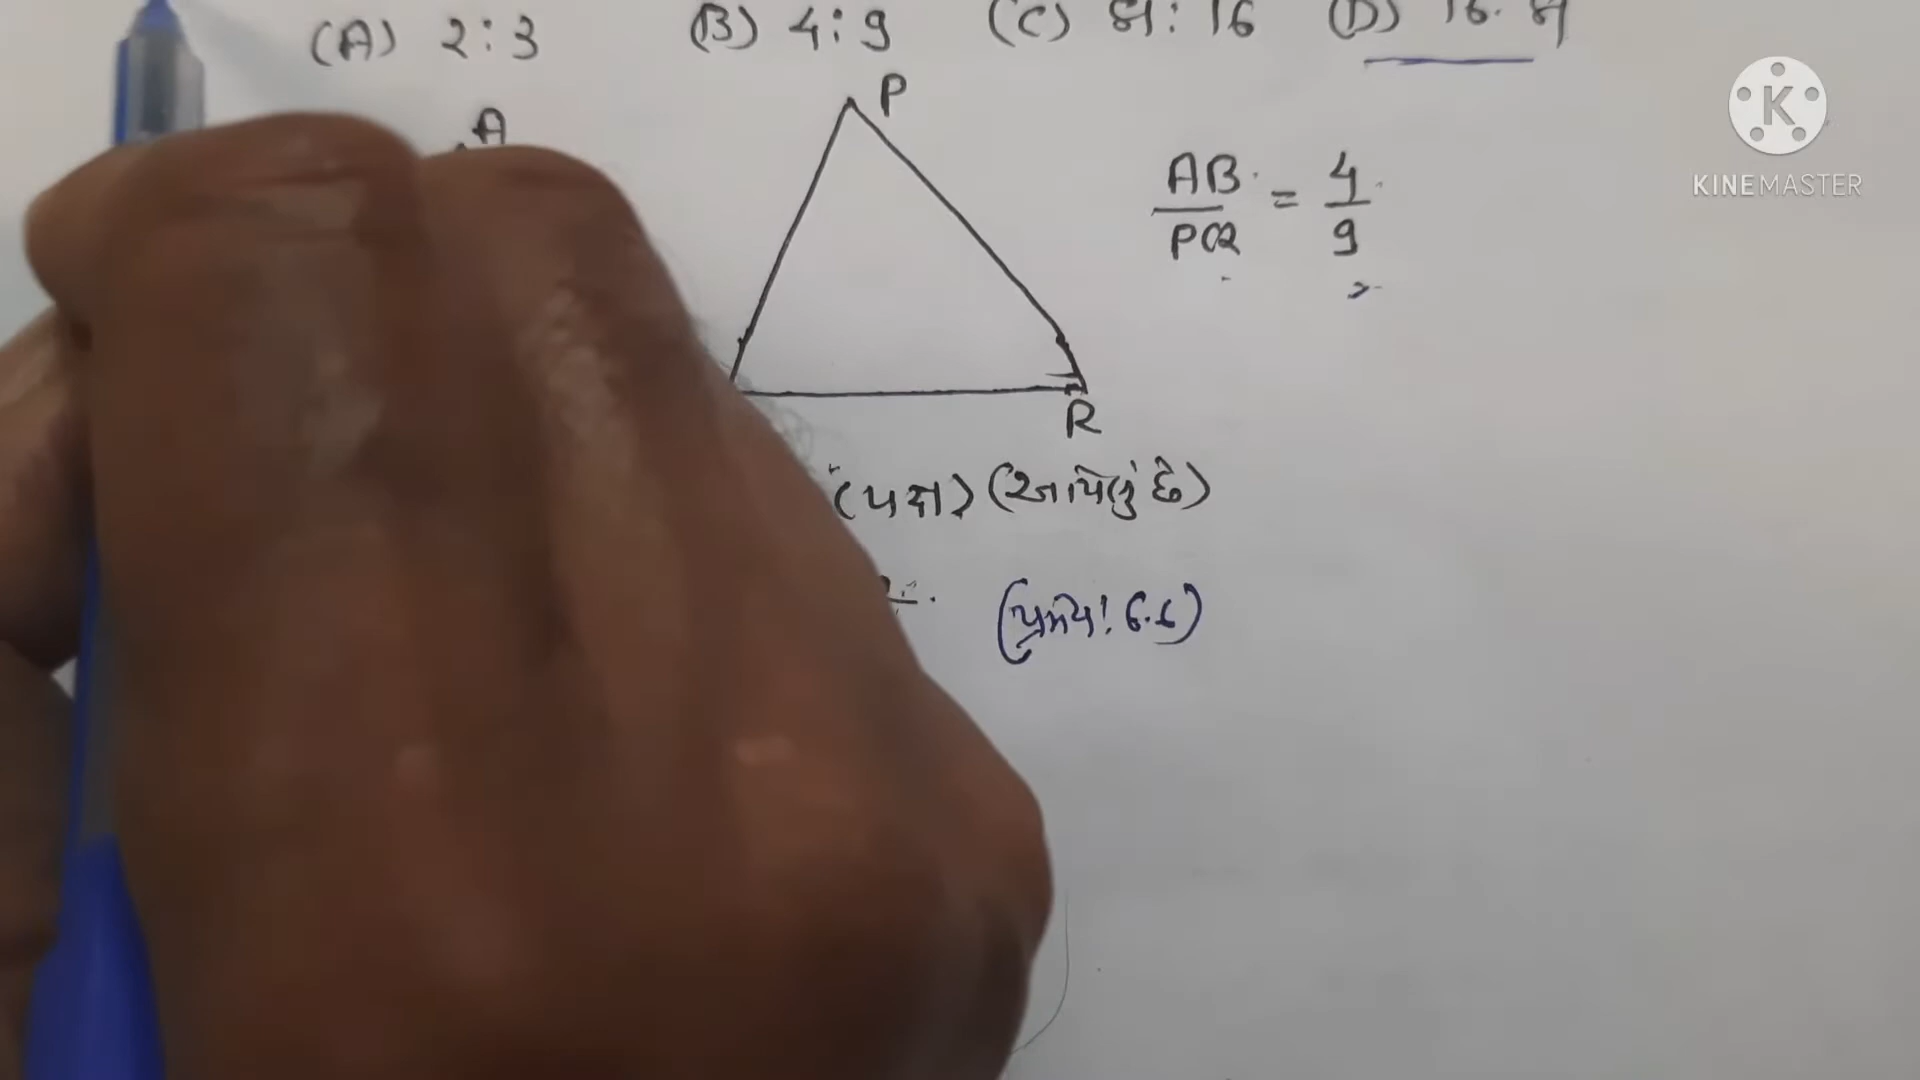 (A) 2:3 (B) 4:9 (C) 81:16 (D) 16:81
A
P
AB = 4
PQ 9
R
(પક્ષ) (આપેલું છે)
(પ્રમેય: 6.6)
KINEMASTER